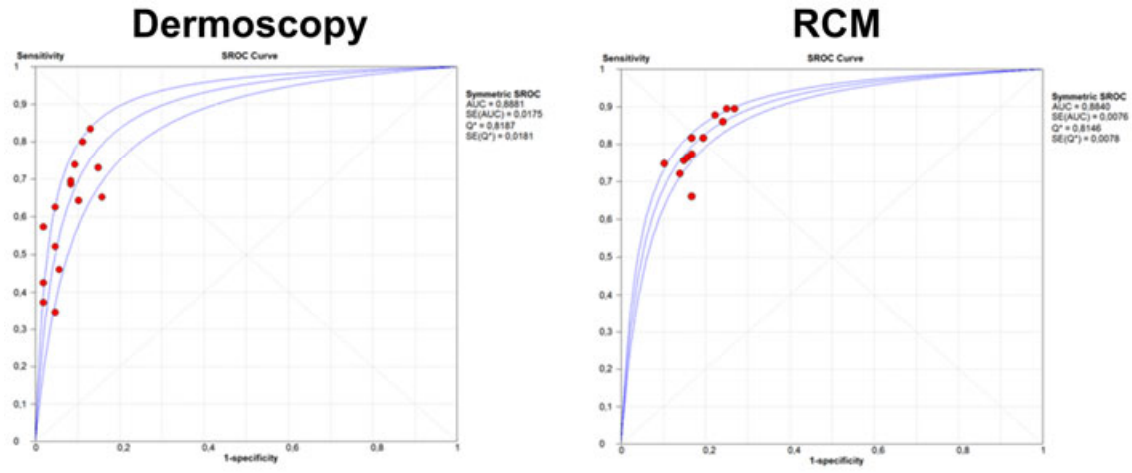 Dermoscopy
Sensitivity
SROC Curve
1
0,9
0,8
0,7
0,6
0,5
0,4
0,3
0,2
0,1
0
0
0,2
0,4
0,6
0,8
1
1-specificity
Symmetric SROC
AUC = 0,8881
SE(AUC) = 0,0175
Q* = 0,8187
SE(Q*) = 0,0181
RCM
Sensitivity
SROC Curve
1
0,9
0,8
0,7
0,6
0,5
0,4
0,3
0,2
0,1
0
0
0,2
0,4
0,6
0,8
1
1-specificity
Symmetric SROC
AUC = 0,8840
SE(AUC) = 0,0076
Q* = 0,8146
SE(Q*) = 0,0078